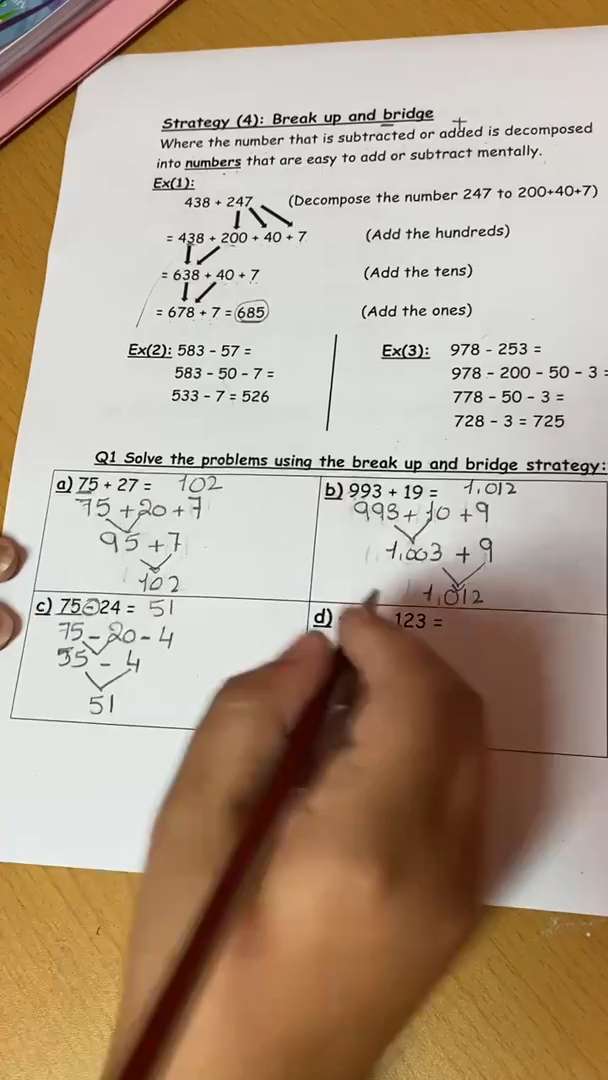 Strategy (4): Break up and bridge
Where the number that is subtracted or added is decomposed
into numbers that are easy to add or subtract mentally.
Ex(1):
438 + 247 (Decompose the number 247 to 200+40+7)
= 438 + 200 + 40 + 7 (Add the hundreds)
= 638 + 40 + 7 (Add the tens)
= 678 + 7 = 685 (Add the ones)
Ex(2): 583 - 57 =
583 - 50 - 7 =
533 - 7 = 526
Ex(3): 978 - 253 =
978 - 200 - 50 - 3 =
778 - 50 - 3 =
728 - 3 = 725
Q1 Solve the problems using the break up and bridge strategy:
a) 75 + 27 = 102
75 + 20 + 7
95 + 7
102
b) 993 + 19 = 1,012
993 + 10 + 9
1,003 + 9
1,012
c) 75 - 24 = 51
75 - 20 - 4
55 - 4
51
d) 123 =